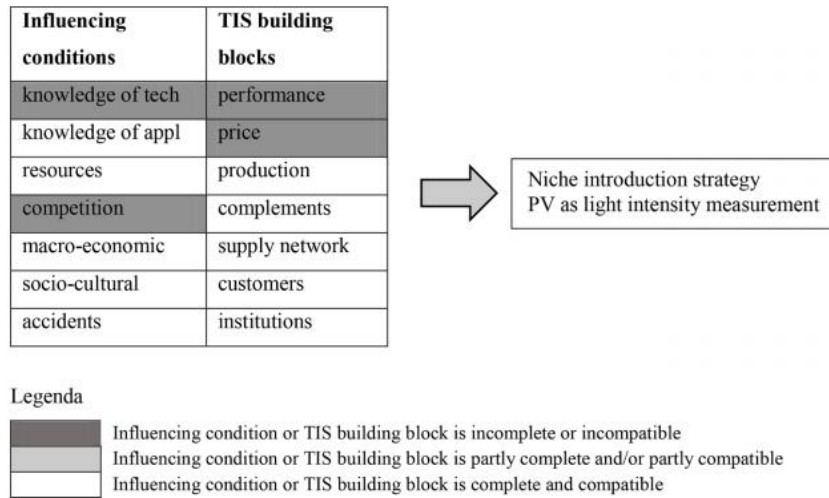 Influencing conditions TIS building blocks
knowledge of tech performance
knowledge of appl price
resources production
competition complements
macro-economic supply network
socio-cultural customers
accidents institutions
Niche introduction strategy
PV as light intensity measurement
Legenda
Influencing condition or TIS building block is incomplete or incompatible
Influencing condition or TIS building block is partly complete and/or partly compatible
Influencing condition or TIS building block is complete and compatible